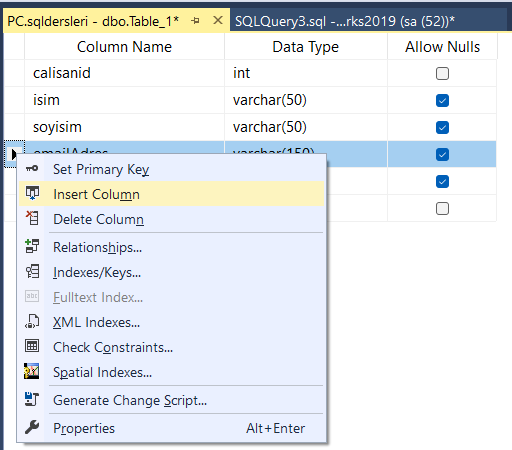 PC.sqldersleri - dbo.Table_1* SQLQuery3.sql -...rks2019 (sa (52))*
Column Name Data Type Allow Nulls
calisanid int
isim varchar(50)
soyisim varchar(50)
emailAdres varchar(150)
Set Primary Key
Insert Column
Delete Column
Relationships...
Indexes/Keys...
abc Fulltext Index...
XML Indexes...
Check Constraints...
Spatial Indexes...
Generate Change Script...
Properties Alt+Enter